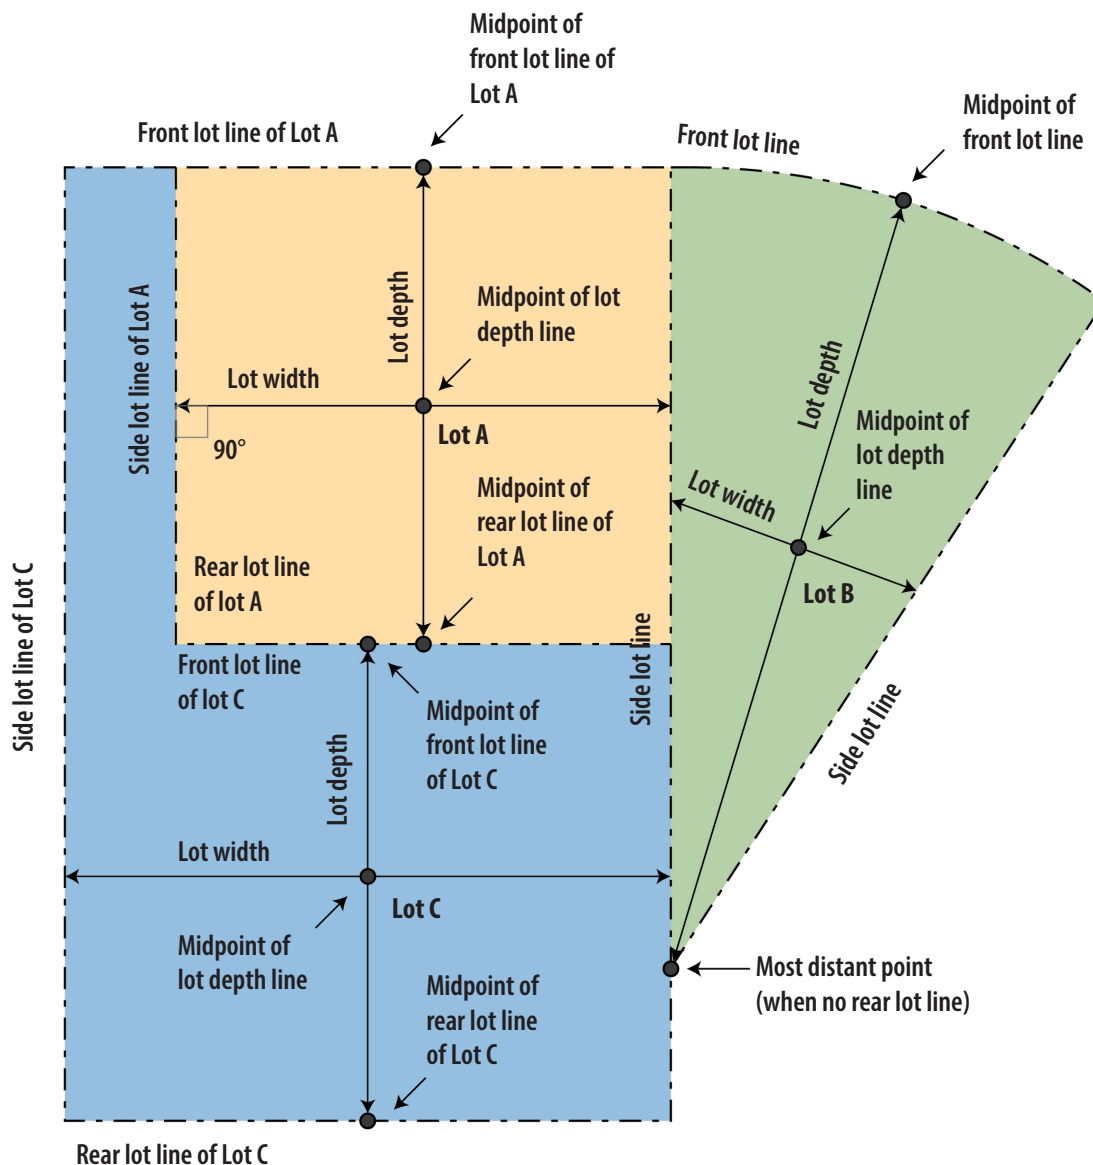 Midpoint of
front lot line of
Lot A
Front lot line of Lot A
Front lot line
Midpoint of
front lot line
Side lot line of Lot A
Lot depth
Midpoint of lot
depth line
Lot width
90°
Lot A
Lot depth
Midpoint of
lot depth
line
Lot width
Lot B
Midpoint of
rear lot line of
Lot A
Rear lot line
of lot A
Side lot line of Lot C
Front lot line
of lot C
Side lot line
Side lot line
Midpoint of
front lot line
of Lot C
Lot depth
Lot width
Lot C
Midpoint of
lot depth line
Midpoint of
rear lot line
of Lot C
Most distant point
(when no rear lot line)
Rear lot line of Lot C